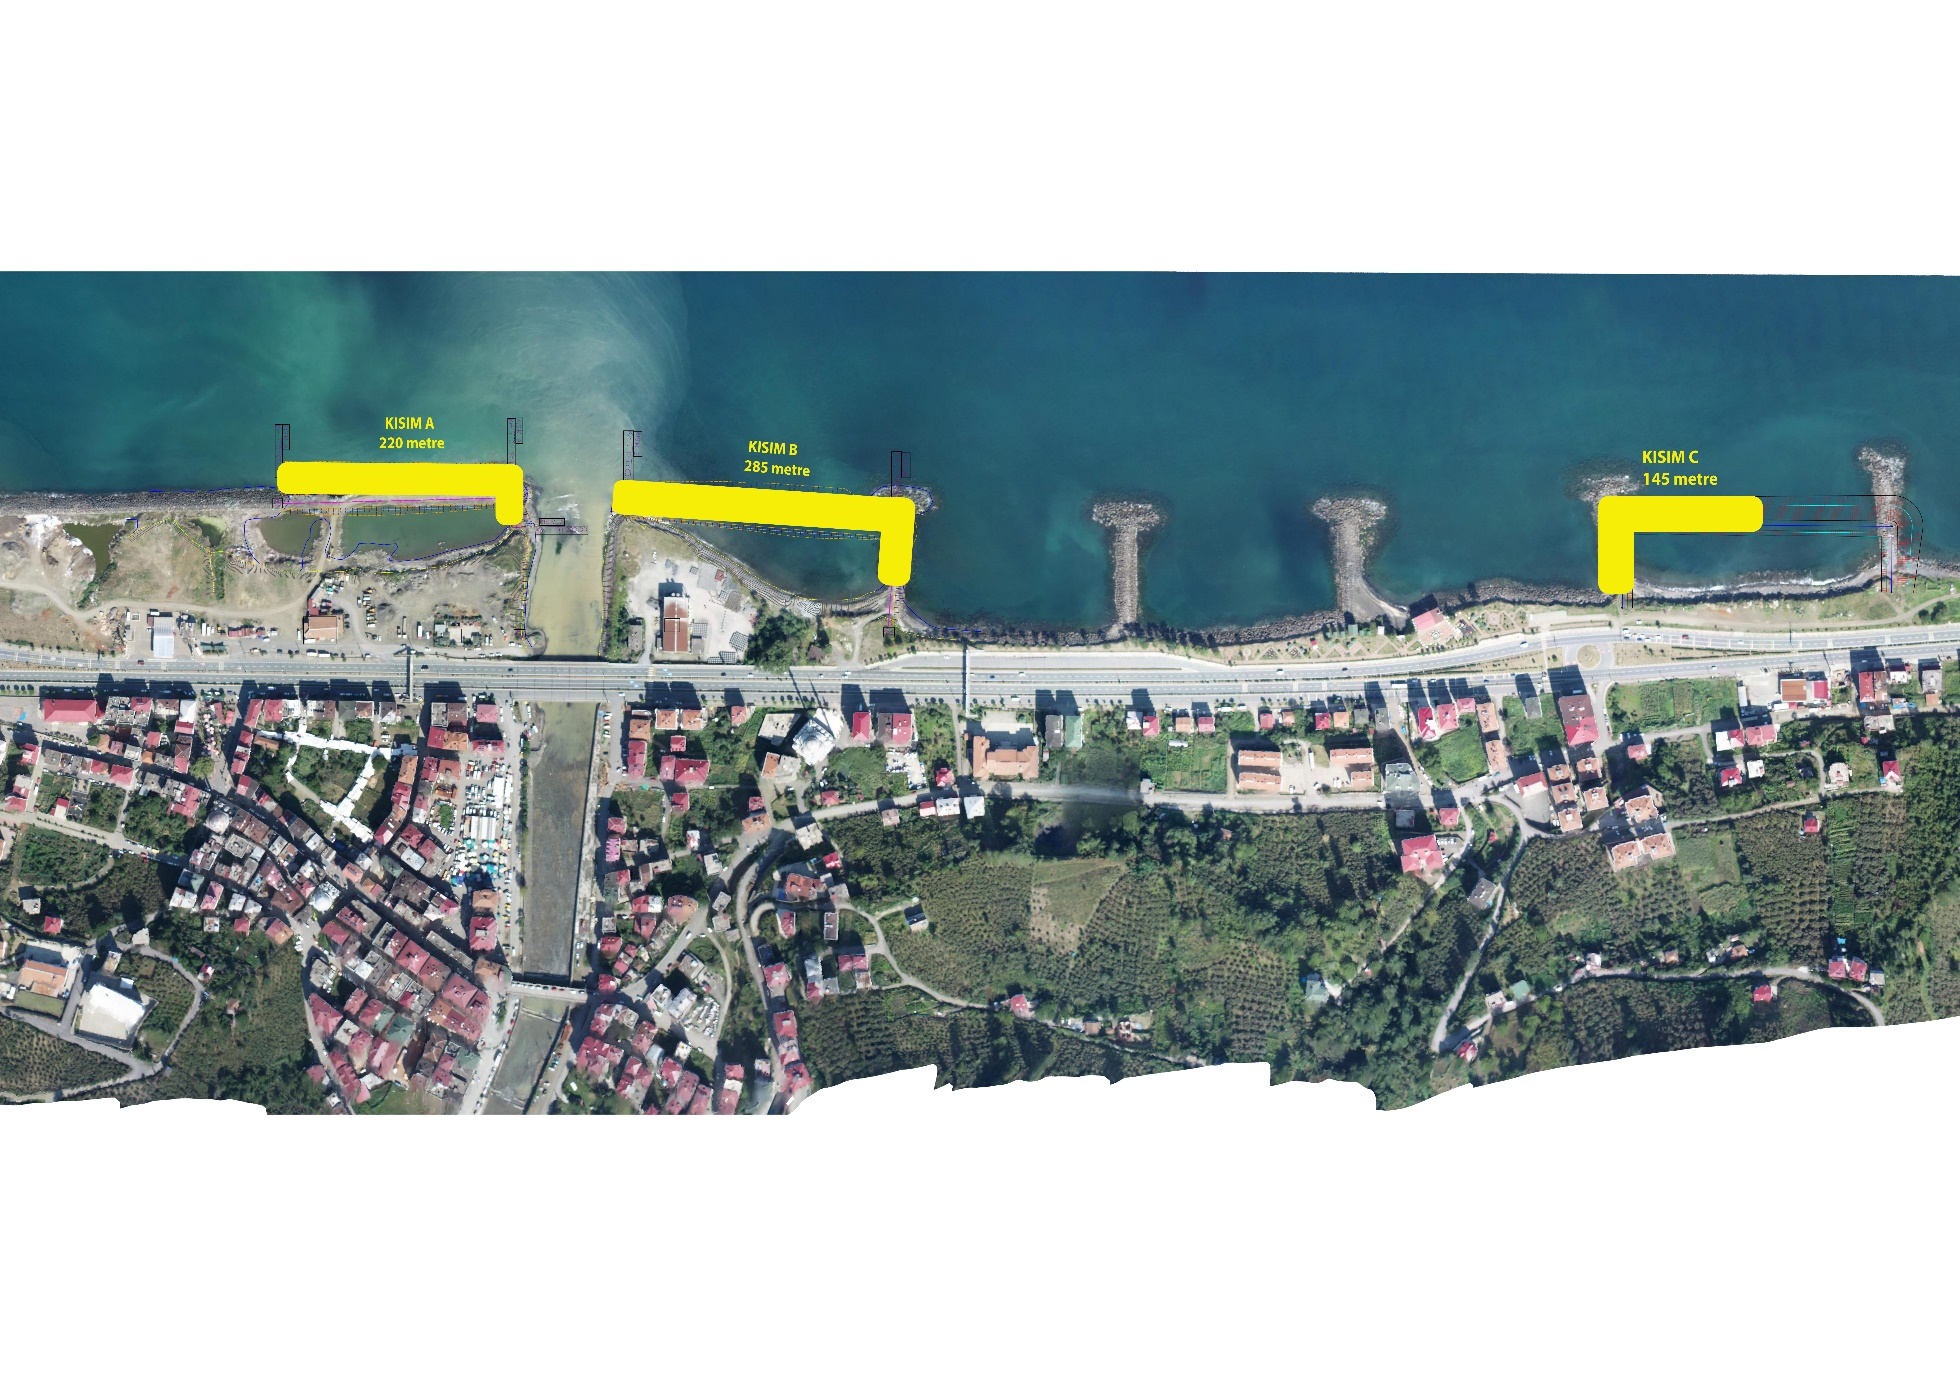 KISIM A
220 metre
KISIM B
285 metre
KISIM C
145 metre